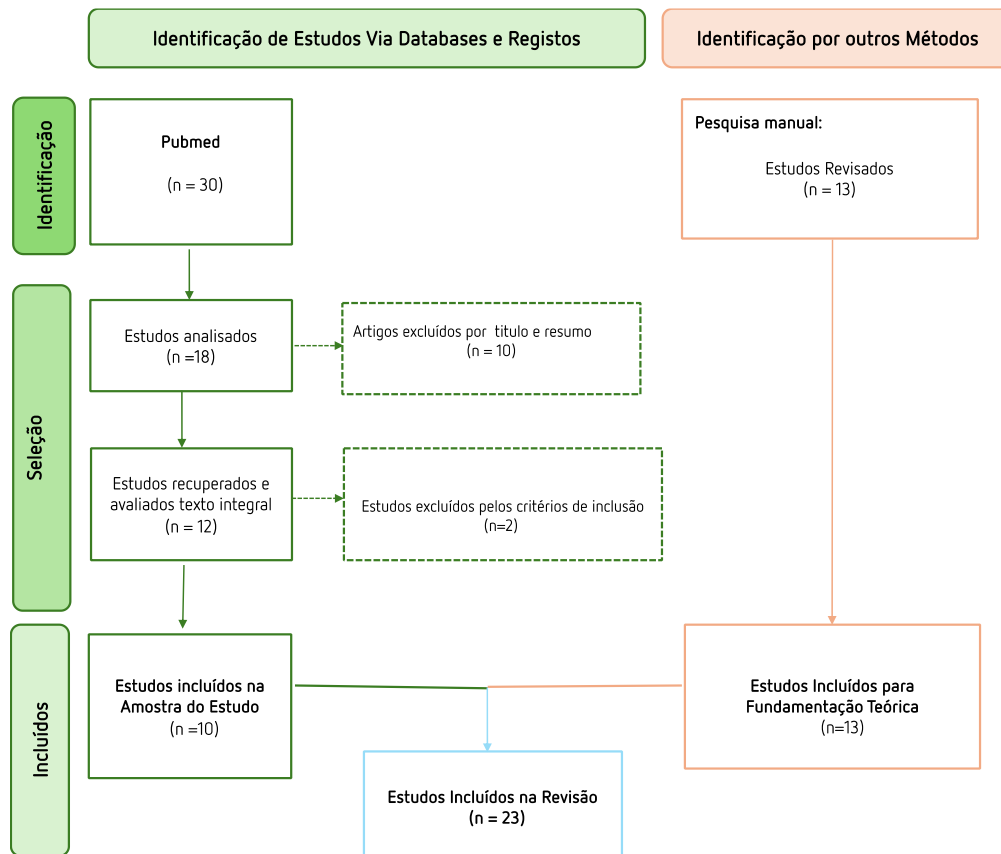 Identificação de Estudos Via Databases e Registos
Identificação por outros Métodos
Identificação
Pubmed
(n = 30)
Pesquisa manual:
Estudos Revisados
(n = 13)
Seleção
Estudos analisados
(n =18)
Artigos excluídos por titulo e resumo
(n = 10)
Estudos recuperados e
avaliados texto integral
(n = 12)
Estudos excluídos pelos critérios de inclusão
(n=2)
Incluídos
Estudos incluídos na
Amostra do Estudo
(n =10)
Estudos Incluídos para
Fundamentação Teórica
(n=13)
Estudos Incluídos na Revisão
(n = 23)